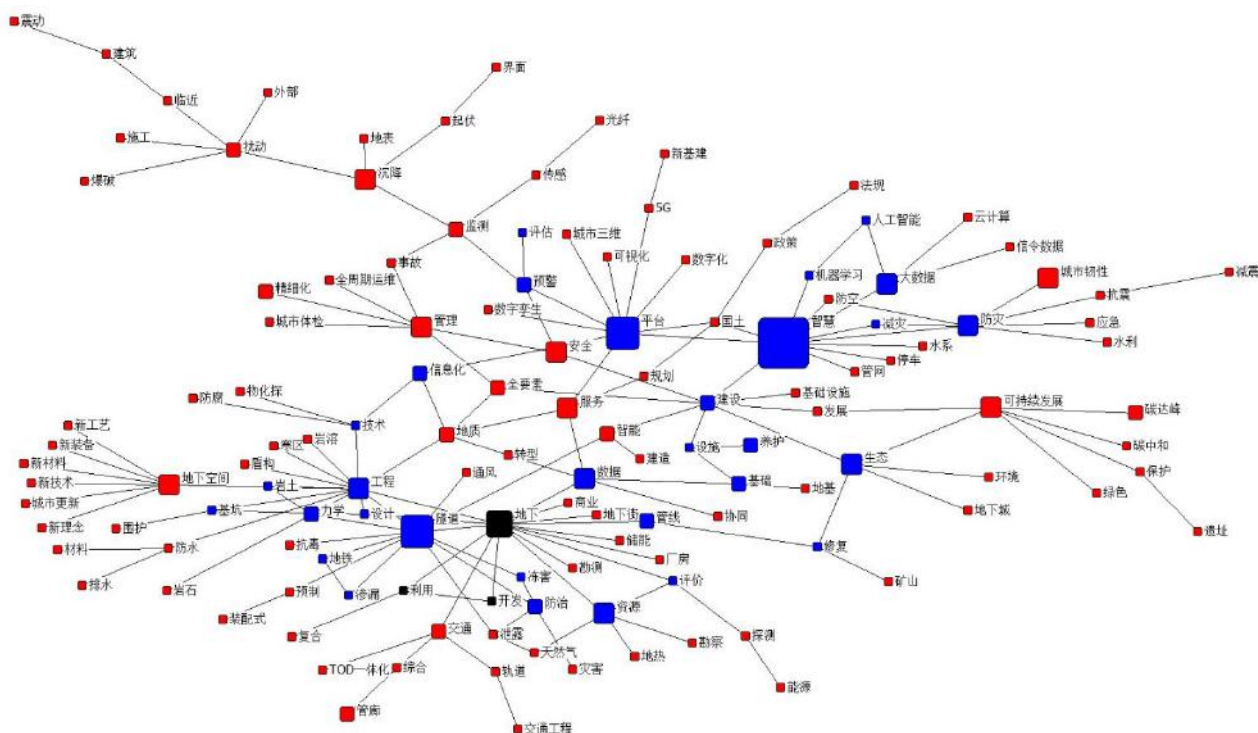 震动
建筑
界面
临近
外部
起伏
光纤
施工
扰动
地表
新基建
爆破
沉降
传感
法规
5G
人工智能
云计算
监测
评估
城市三维
政策
信令数据
事故
可视化
数字化
机器学习
大数据
城市韧性
减震
全周期运维
预警
精细化
防空
抗震
数字孪生
城市体检
管理
平台
国土
智慧
减灾
防灾
应急
安全
水系
水利
停车
信息化
规划
管网
物化探
全要素
防腐
服务
建设
基础设施
发展
可持续发展
碳达峰
新工艺
技术
地质
智能
新装备
寒区
岩溶
设施
养护
碳中和
新材料
盾构
转型
建造
生态
新技术
地下空间
岩土
工程
通风
数据
基础
地基
环境
保护
城市更新
绿色
基坑
力学
设计
商业
地下城
新理念
围护
隧道
地下
地下街
管线
协同
遗址
材料
防水
抗毒
储能
修复
地铁
厂房
排水
岩石
勘测
冻害
评价
矿山
预制
渗漏
利用
开发
防治
资源
装配式
复合
交通
泄露
探测
天然气
地热
勘察
TOD一体化
综合
轨道
灾害
能源
管廊
交通工程